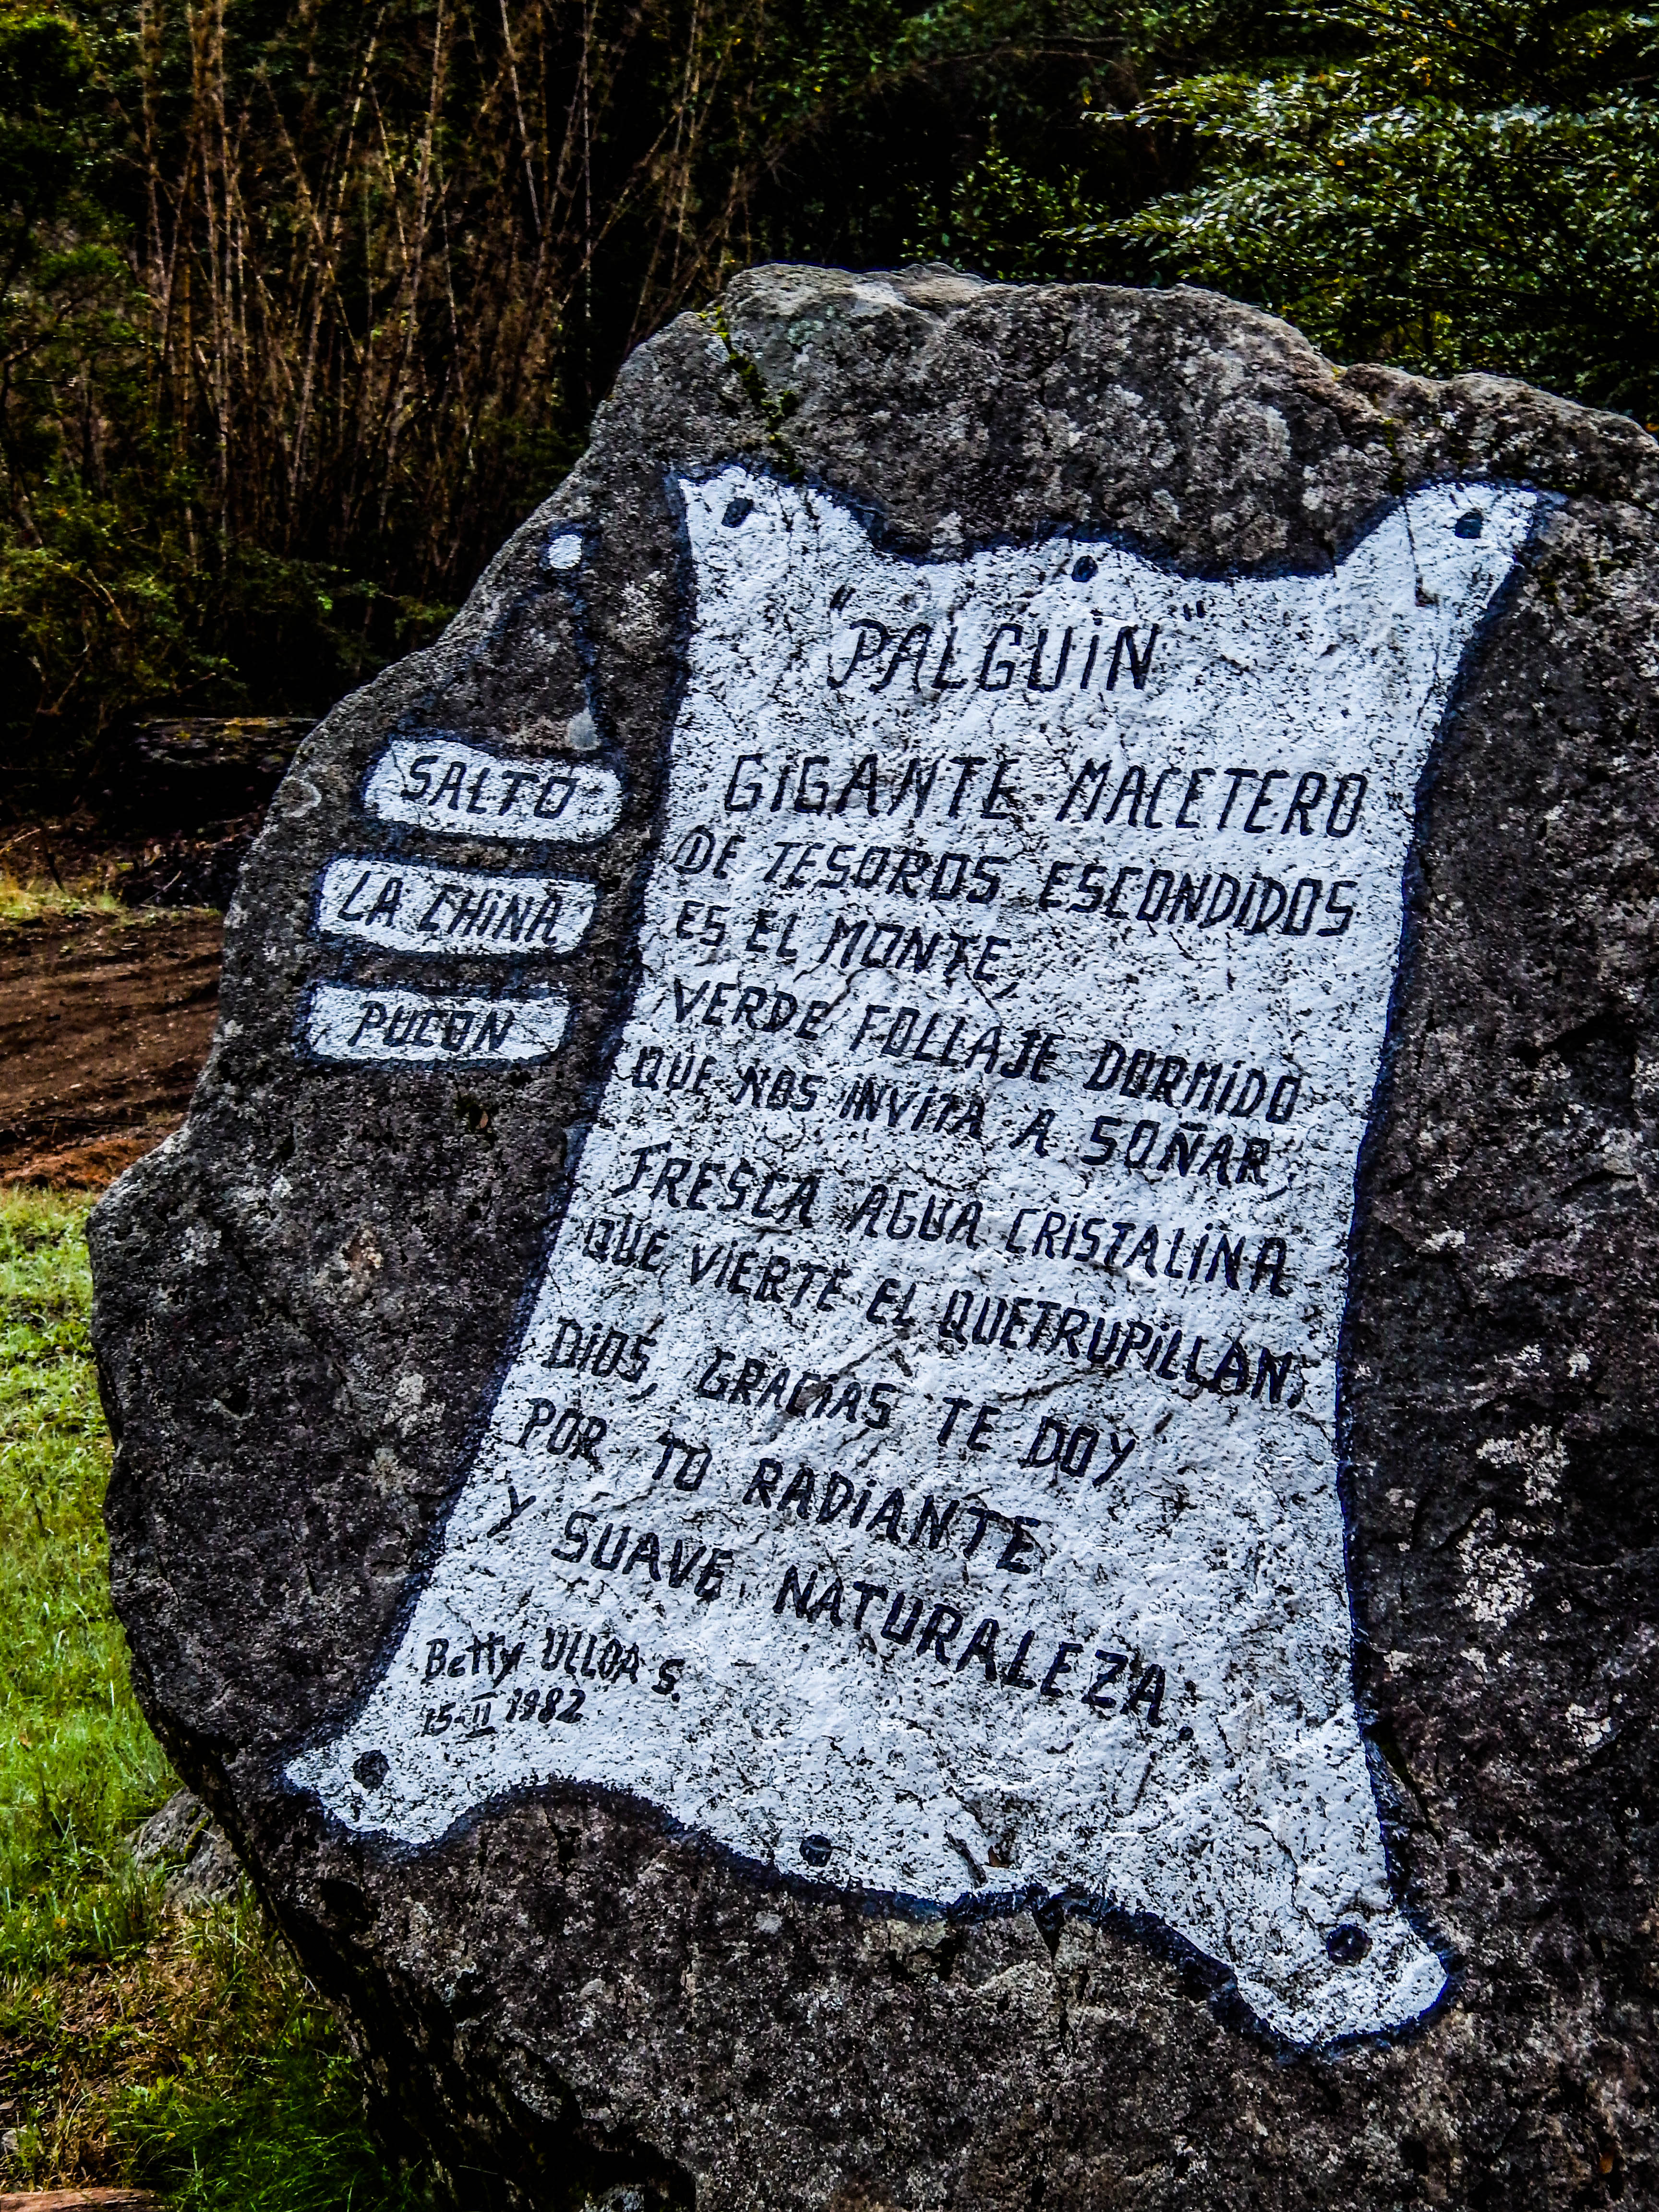 SALTO
LA CHINA
PUCON
"PALGUIN"
GIGANTE MACETERO
DE TESOROS ESCONDIDOS
ES EL MONTE,
VERDE FOLLAJE DORMIDO
QUE NOS INVITA A SOÑAR
FRESCA AGUA CRISTALINA
QUE VIERTE EL QUETRUPILLAN,
DIOS, GRACIAS TE DOY
POR TO RADIANTE
Y SUAVE NATURALEZA.
Betty ULLOA S.
15-II 1982